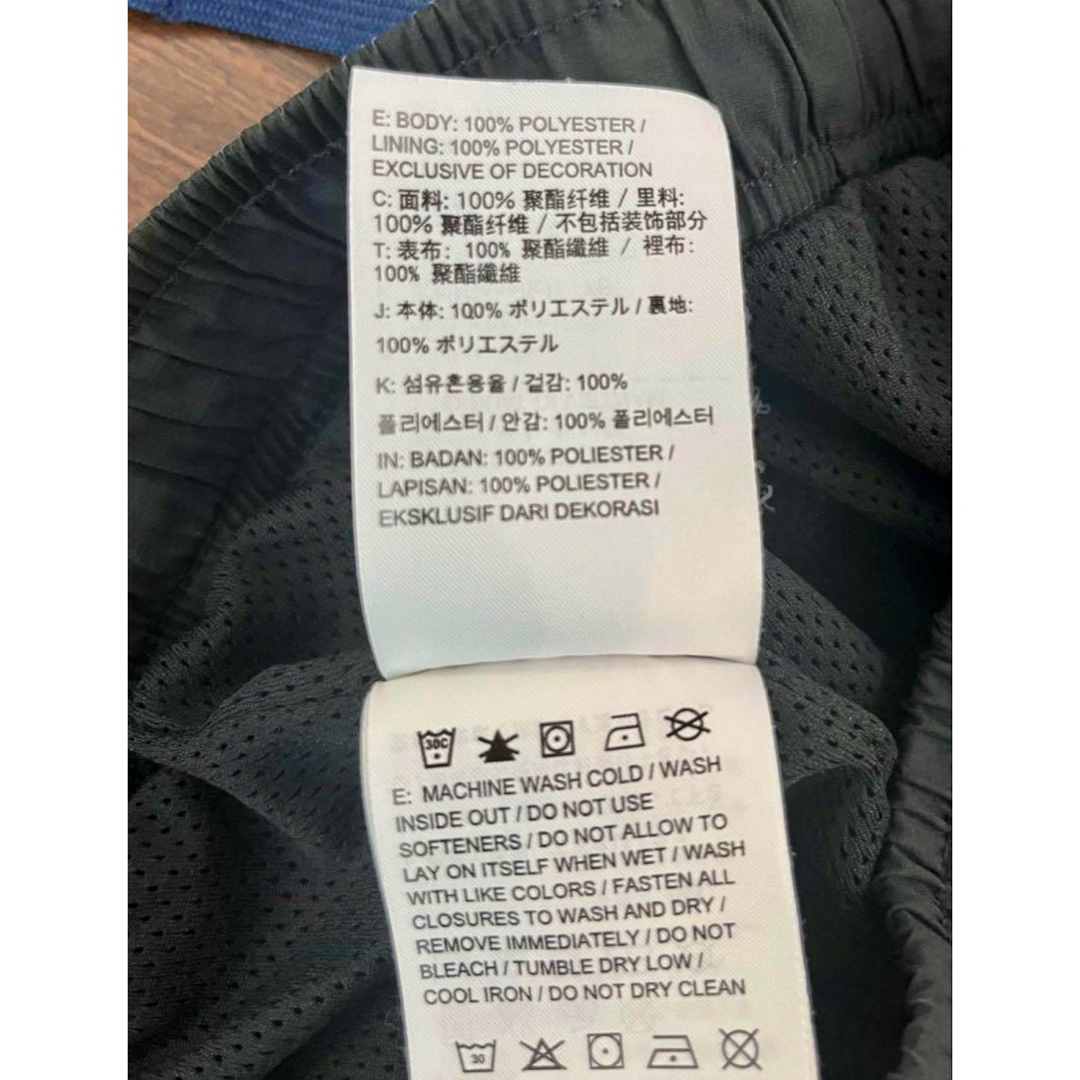 E: BODY: 100% POLYESTER /
LINING: 100% POLYESTER /
EXCLUSIVE OF DECORATION
C: 面料: 100% 聚酯纤维 / 里料:
100% 聚酯纤维 / 不包括装饰部分
T: 表布: 100% 聚酯纖維 / 裡布:
100% 聚酯纖維
J: 本体: 100% ポリエステル / 裏地:
100% ポリエステル
K: 섬유혼용율 / 겉감: 100%
폴리에스터 / 안감: 100% 폴리에스터
IN: BADAN: 100% POLIESTER /
LAPISAN: 100% POLIESTER /
EKSKLUSIF DARI DEKORASI
30C
E: MACHINE WASH COLD / WASH
INSIDE OUT / DO NOT USE
SOFTENERS / DO NOT ALLOW TO
LAY ON ITSELF WHEN WET / WASH
WITH LIKE COLORS / FASTEN ALL
CLOSURES TO WASH AND DRY /
REMOVE IMMEDIATELY / DO NOT
BLEACH / TUMBLE DRY LOW /
COOL IRON / DO NOT DRY CLEAN
30